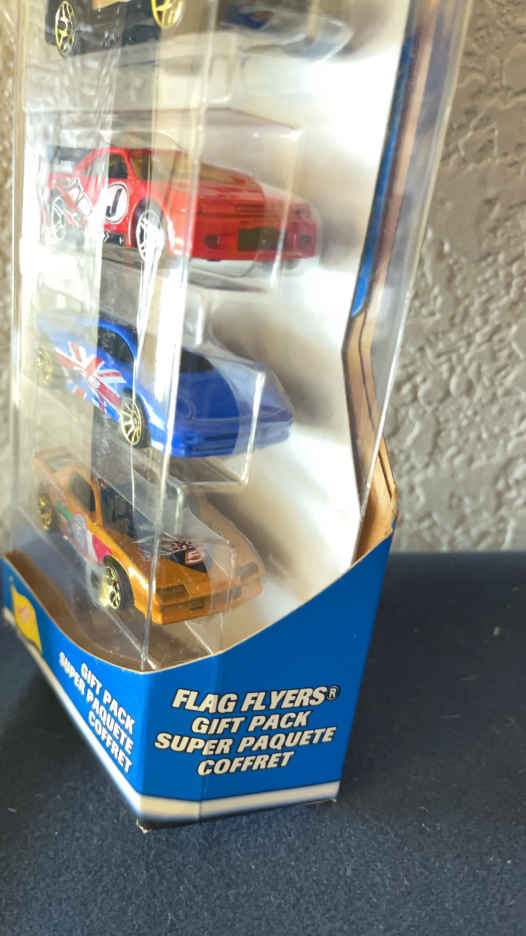 J
GIFT PACK
SUPER PAQUETE
COFFRET
FLAG FLYERS®
GIFT PACK
SUPER PAQUETE
COFFRET